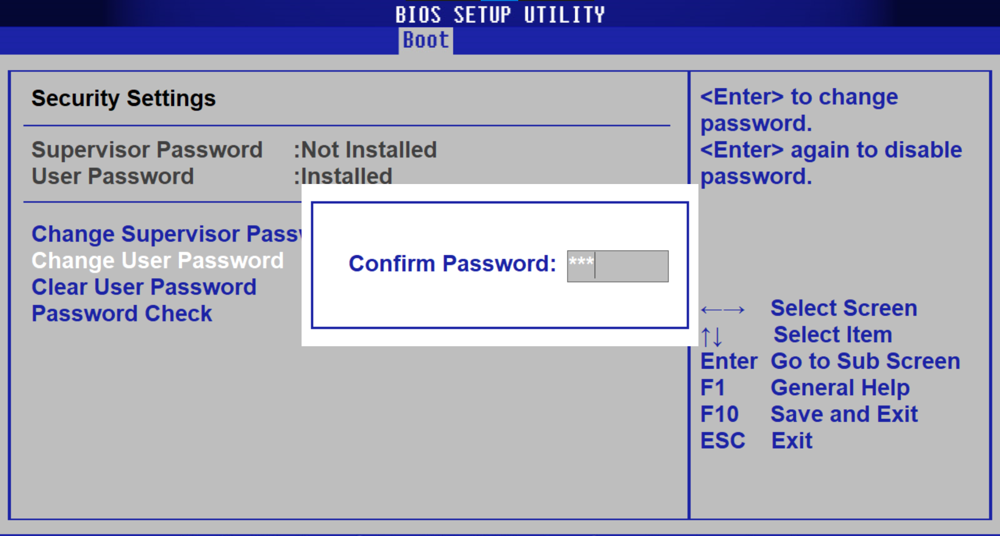 BIOS SETUP UTILITY
Boot
Security Settings
Supervisor Password :Not Installed
User Password :Installed
Change Supervisor Passw
Change User Password
Clear User Password
Password Check
Confirm Password: ***
<Enter> to change
password.
<Enter> again to disable
password.
←→ Select Screen
↑↓ Select Item
Enter Go to Sub Screen
F1 General Help
F10 Save and Exit
ESC Exit